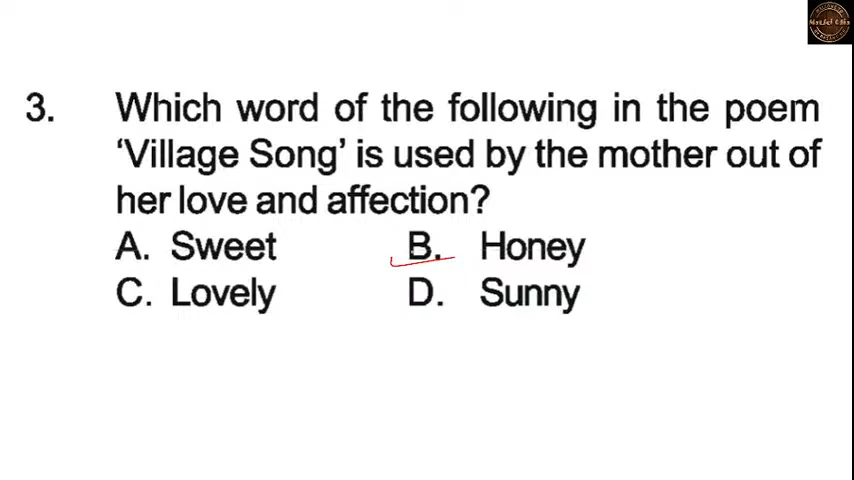 3. Which word of the following in the poem
‘Village Song’ is used by the mother out of
her love and affection?
A. Sweet B. Honey
C. Lovely D. Sunny